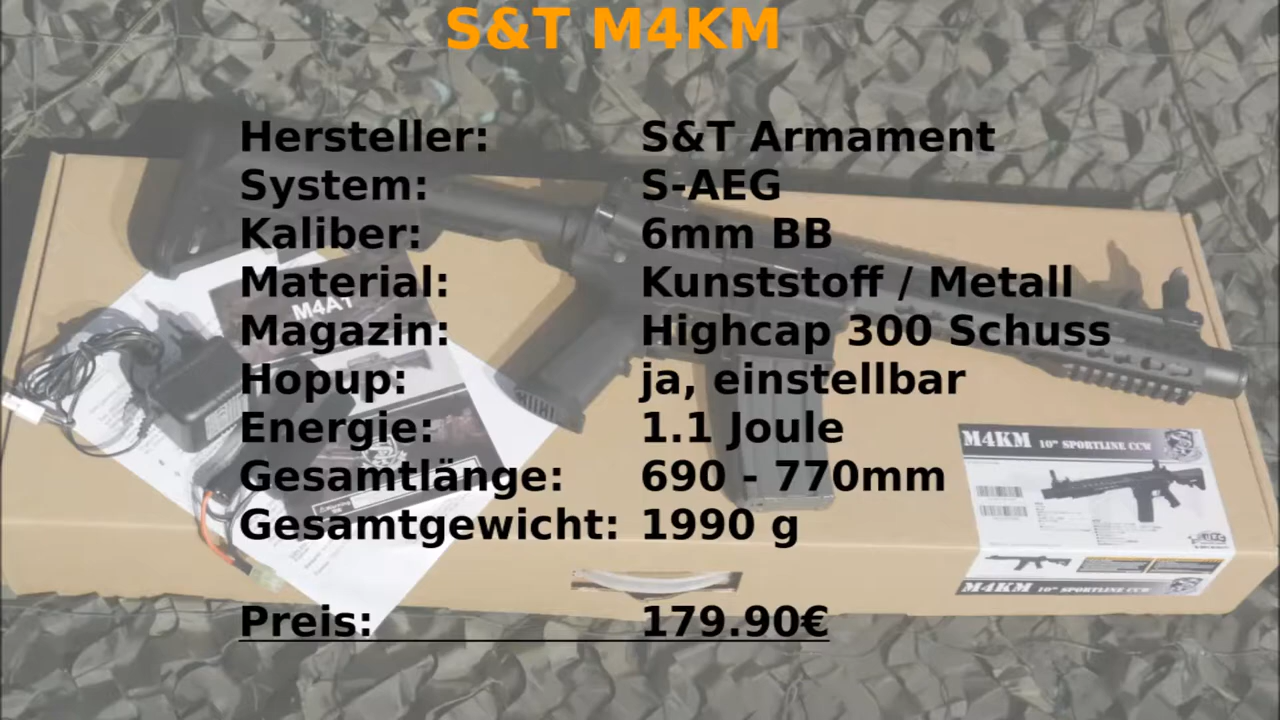 S&T M4KM
Hersteller: S&T Armament
System: S-AEG
Kaliber: 6mm BB
Material: Kunststoff / Metall
Magazin: Highcap 300 Schuss
Hopup: ja, einstellbar
Energie: 1.1 Joule
Gesamtlänge: 690 - 770mm
Gesamtgewicht: 1990 g
Preis: 179.90€
M4A1
M4KM 10" SPORTLINE CCW
M4KM 10" SPORTLINE CCW